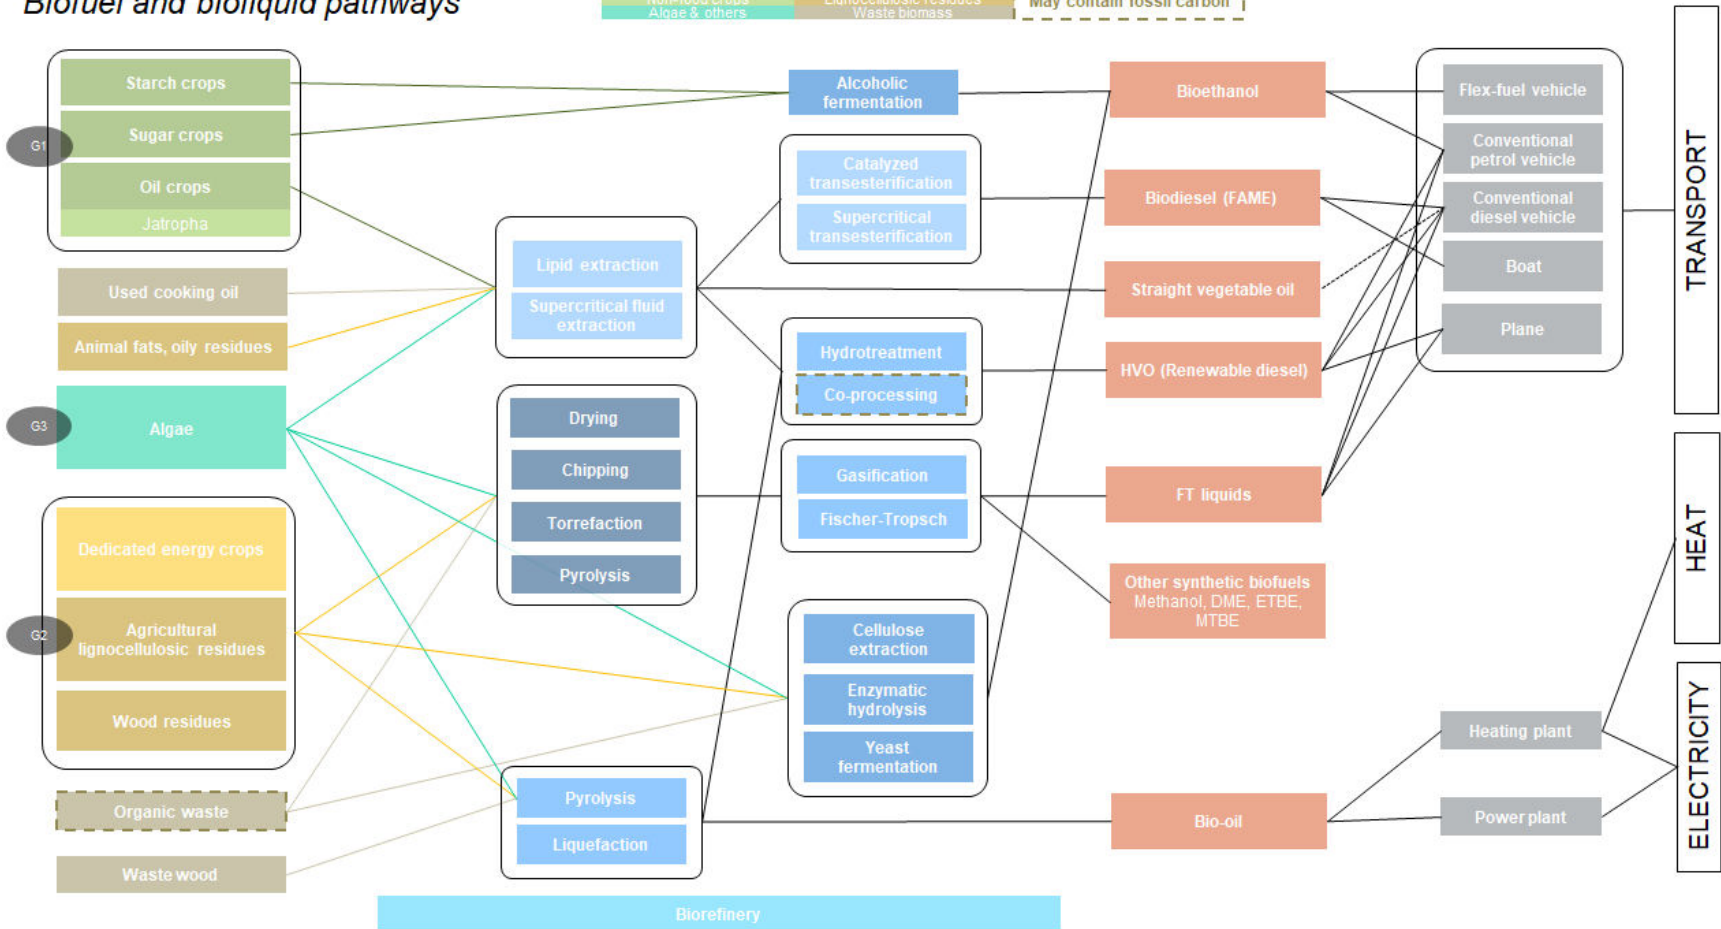 Biofuel and bioliquid pathways
Non-food crops
Lignocellulosic residues
May contain fossil carbon
Algae & others
Waste biomass
G1
Starch crops
Sugar crops
Oil crops
Jatropha
Used cooking oil
Animal fats, oily residues
G3
Algae
G2
Dedicated energy crops
Agricultural
lignocellulosic residues
Wood residues
Organic waste
Waste wood
Lipid extraction
Supercritical fluid
extraction
Drying
Chipping
Torrefaction
Pyrolysis
Pyrolysis
Liquefaction
Biorefinery
Alcoholic
fermentation
Catalyzed
transesterification
Supercritical
transesterification
Hydrotreatment
Co-processing
Gasification
Fischer-Tropsch
Cellulose
extraction
Enzymatic
hydrolysis
Yeast
fermentation
Bioethanol
Biodiesel (FAME)
Straight vegetable oil
HVO (Renewable diesel)
FT liquids
Other synthetic biofuels
Methanol, DME, ETBE,
MTBE
Bio-oil
Flex-fuel vehicle
Conventional
petrol vehicle
Conventional
diesel vehicle
Boat
Plane
Heating plant
Power plant
TRANSPORT
HEAT
ELECTRICITY